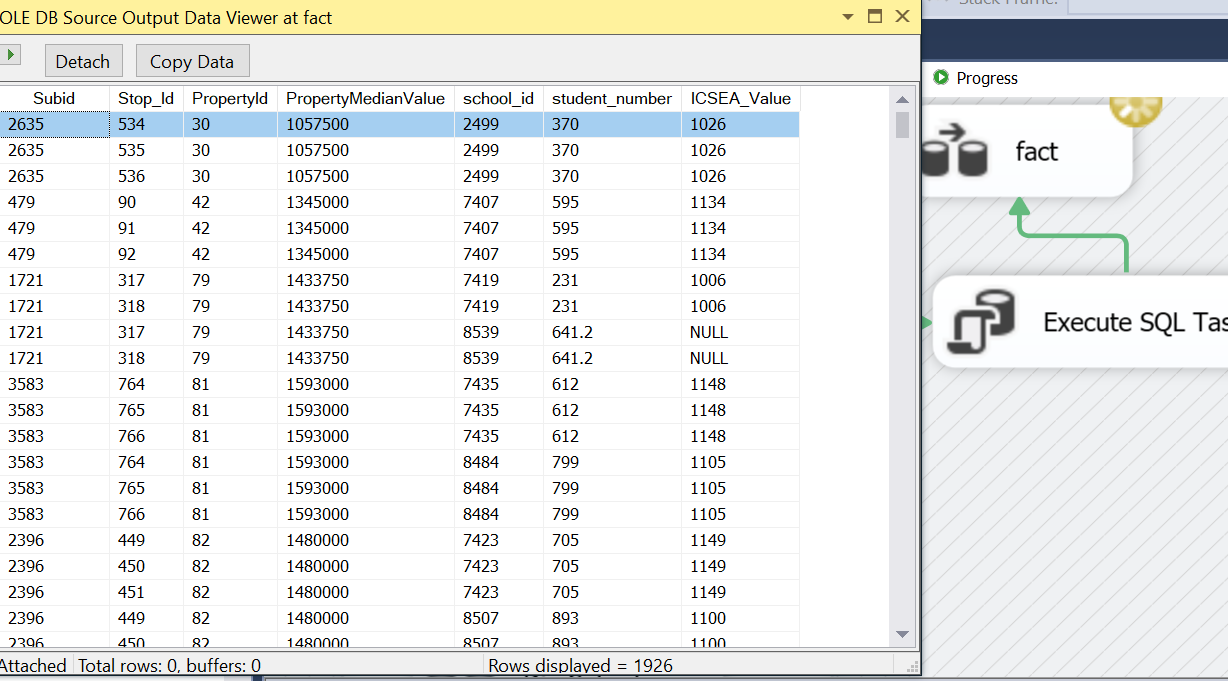 OLE DB Source Output Data Viewer at fact
Stack Frame:
Detach Copy Data
Progress
Subid Stop_Id PropertyId PropertyMedianValue school_id student_number ICSEA_Value
2635 534 30 1057500 2499 370 1026
2635 535 30 1057500 2499 370 1026
2635 536 30 1057500 2499 370 1026
479 90 42 1345000 7407 595 1134
479 91 42 1345000 7407 595 1134
479 92 42 1345000 7407 595 1134
1721 317 79 1433750 7419 231 1006
1721 318 79 1433750 7419 231 1006
1721 317 79 1433750 8539 641.2 NULL
1721 318 79 1433750 8539 641.2 NULL
3583 764 81 1593000 7435 612 1148
3583 765 81 1593000 7435 612 1148
3583 766 81 1593000 7435 612 1148
3583 764 81 1593000 8484 799 1105
3583 765 81 1593000 8484 799 1105
3583 766 81 1593000 8484 799 1105
2396 449 82 1480000 7423 705 1149
2396 450 82 1480000 7423 705 1149
2396 451 82 1480000 7423 705 1149
2396 449 82 1480000 8507 893 1100
2396 450 82 1480000 8507 893 1100
Attached Total rows: 0, buffers: 0 Rows displayed = 1926
fact
Execute SQL Tas